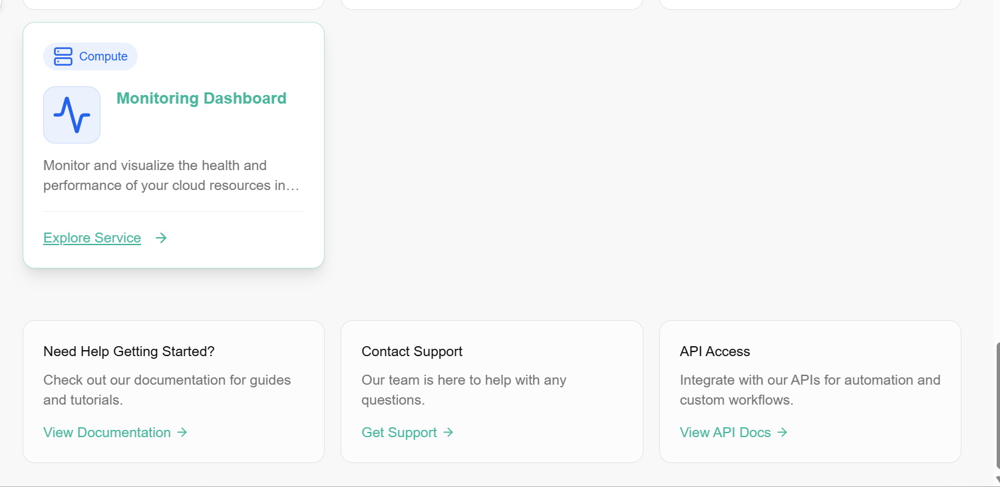 Compute
Monitoring Dashboard
Monitor and visualize the health and
performance of your cloud resources in…
Explore Service
Need Help Getting Started?
Check out our documentation for guides
and tutorials.
View Documentation
Contact Support
Our team is here to help with any
questions.
Get Support
API Access
Integrate with our APIs for automation and
custom workflows.
View API Docs